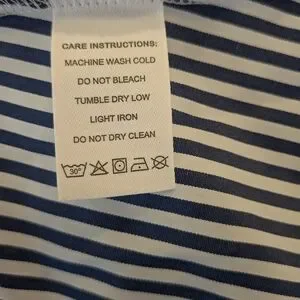 CARE INSTRUCTIONS:
MACHINE WASH COLD
DO NOT BLEACH
TUMBLE DRY LOW
LIGHT IRON
DO NOT DRY CLEAN
30°